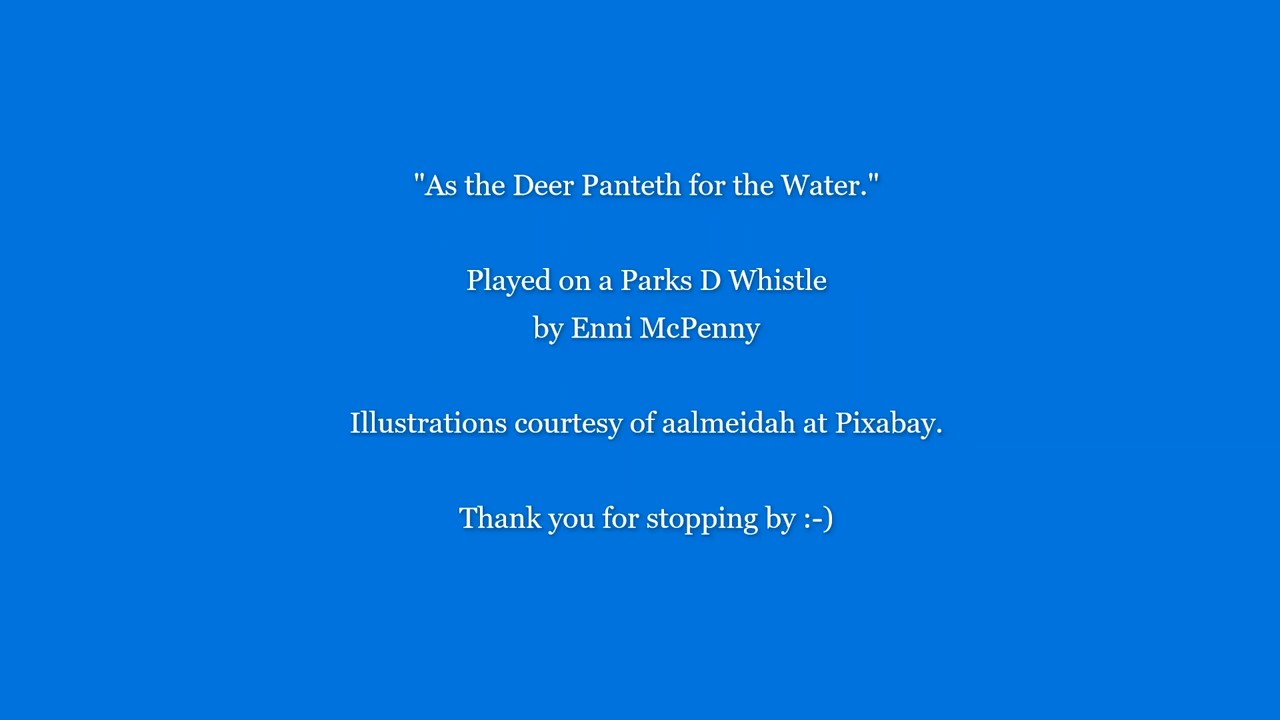 "As the Deer Panteth for the Water."
Played on a Parks D Whistle
by Enni McPenny
Illustrations courtesy of aalmeidah at Pixabay.
Thank you for stopping by :-)